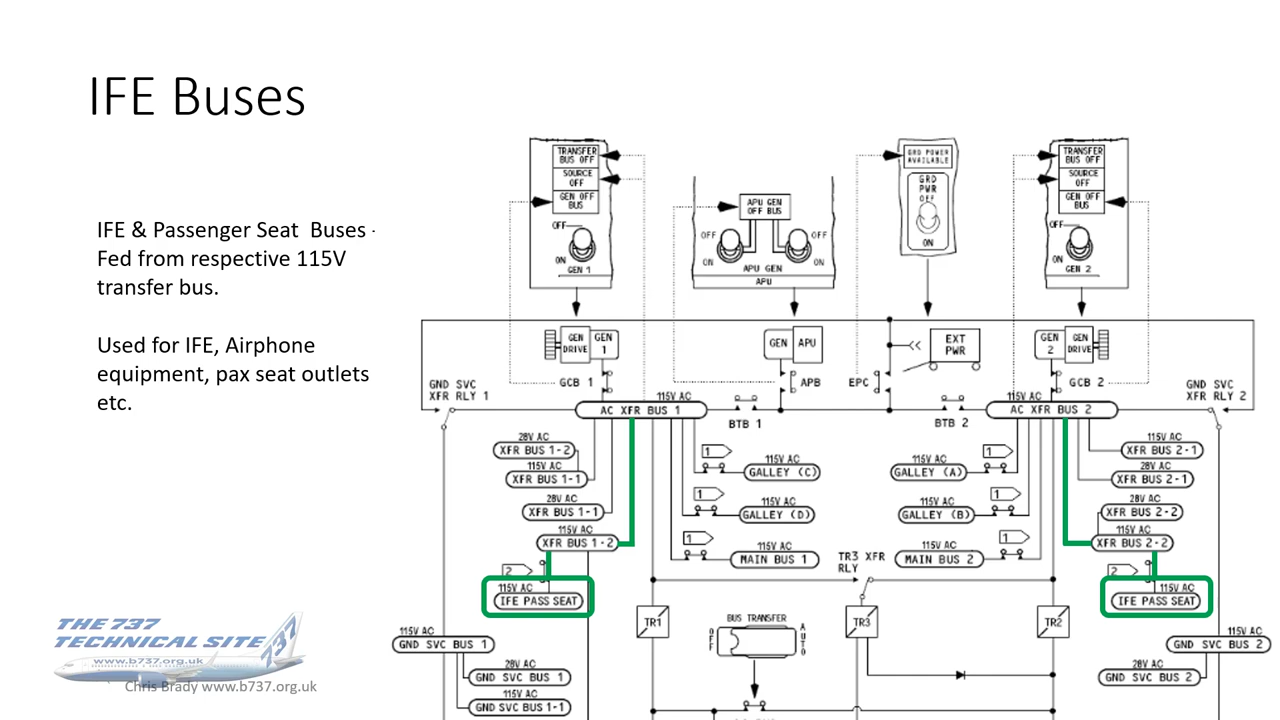 IFE Buses
IFE & Passenger Seat Buses -
Fed from respective 115V
transfer bus.
Used for IFE, Airphone
equipment, pax seat outlets
etc.
TRANSFER
BUS OFF
SOURCE
OFF
GEN OFF
BUS
OFF
ON
GEN 1
APU GEN
OFF BUS
OFF
OFF
ON
ON
APU GEN
APU
GRD POWER
AVAILABLE
GRD
PWR
OFF
ON
TRANSFER
BUS OFF
SOURCE
OFF
GEN OFF
BUS
OFF
ON
GEN 2
GEN
DRIVE
GEN
1
GEN
APU
EXT
PWR
GEN
2
GEN
DRIVE
GND SVC
XFR RLY 1
GCB 1
APB
EPC
GCB 2
GND SVC
XFR RLY 2
115V AC
AC XFR BUS 1
BTB 1
BTB 2
115V AC
AC XFR BUS 2
28V AC
XFR BUS 1-2
115V AC
XFR BUS 1-1
28V AC
XFR BUS 1-1
115V AC
XFR BUS 1-2
1
115V AC
GALLEY (C)
1
115V AC
GALLEY (D)
1
115V AC
MAIN BUS 1
115V AC
GALLEY (A)
1
115V AC
GALLEY (B)
1
115V AC
MAIN BUS 2
1
115V AC
XFR BUS 2-1
28V AC
XFR BUS 2-1
28V AC
XFR BUS 2-2
115V AC
XFR BUS 2-2
TR3 XFR
RLY
2
115V AC
IFE PASS SEAT
2
115V AC
IFE PASS SEAT
TR1
BUS TRANSFER
OFF
AUTO
TR3
TR2
115V AC
GND SVC BUS 1
28V AC
GND SVC BUS 1
115V AC
GND SVC BUS 1-1
115V AC
GND SVC BUS 2
28V AC
GND SVC BUS 2
THE 737
TECHNICAL SITE
737
www.b737.org.uk
Chris Brady www.b737.org.uk